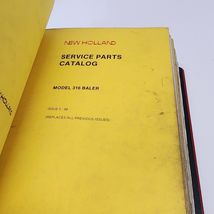 NEW HOLLAND
SERVICE PARTS
CATALOG
MODEL 316 BALER
(REPLACES ALL PREVIOUS ISSUES)